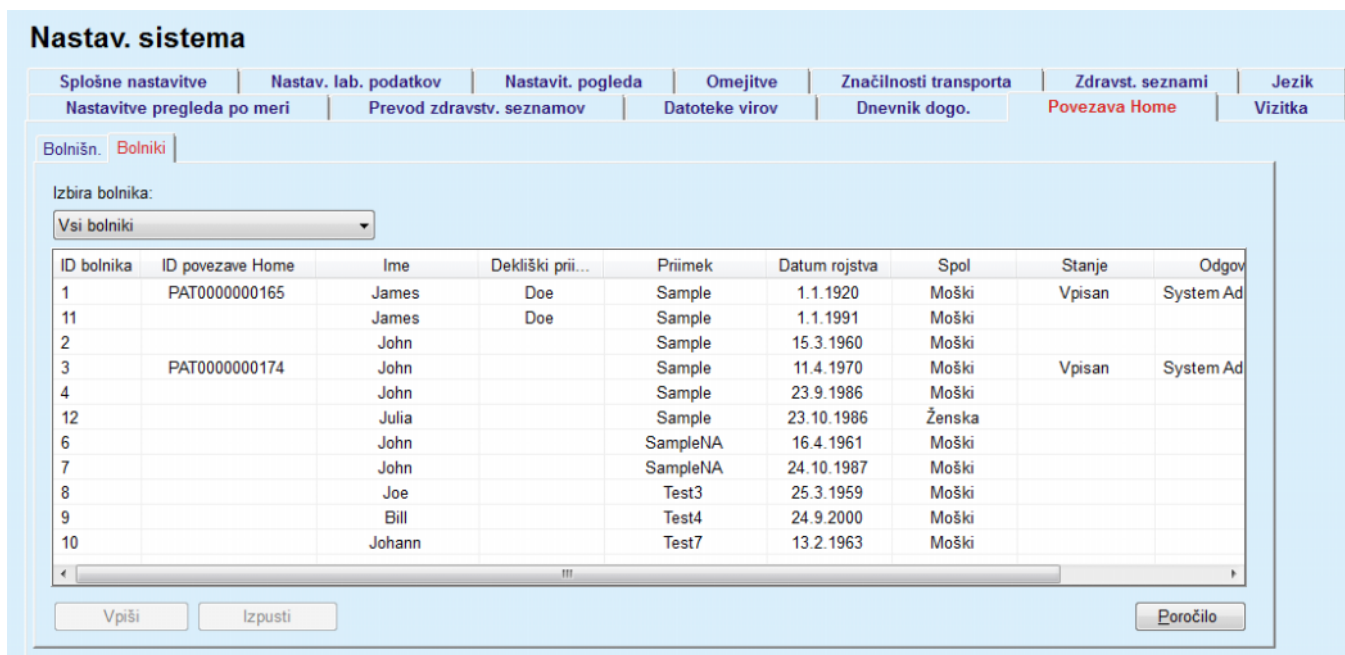 Nastav. sistema
Splošne nastavitve Nastav. lab. podatkov Nastavit. pogleda Omejitve Značilnosti transporta Zdravst. seznami Jezik
Nastavitve pregleda po meri Prevod zdravstv. seznamov Datoteke virov Dnevnik dogo. Povezava Home Vizitka
Bolnišn. Bolniki
Izbira bolnika:
Vsi bolniki
ID bolnika ID povezave Home Ime Dekliški prii... Priimek Datum rojstva Spol Stanje Odgov
1 PAT0000000165 James Doe Sample 1.1.1920 Moški Vpisan System Ad
11 James Doe Sample 1.1.1991 Moški
2 John Sample 15.3.1960 Moški
3 PAT0000000174 John Sample 11.4.1970 Moški Vpisan System Ad
4 John Sample 23.9.1986 Moški
12 Julia Sample 23.10.1986 Ženska
6 John SampleNA 16.4.1961 Moški
7 John SampleNA 24.10.1987 Moški
8 Joe Test3 25.3.1959 Moški
9 Bill Test4 24.9.2000 Moški
10 Johann Test7 13.2.1963 Moški
Vpiši Izpusti Poročilo